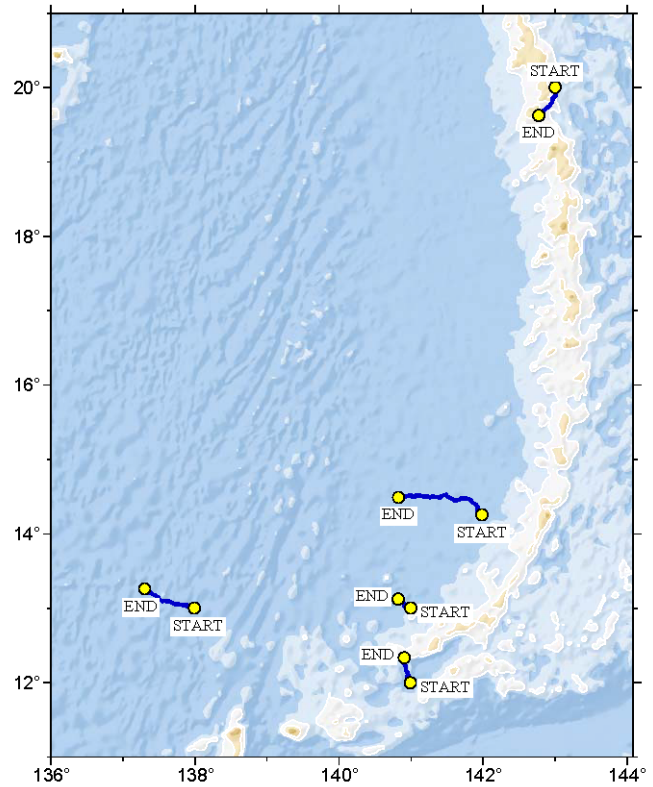 20°
START
END
18°
16°
END
14°
START
END
START
END
START
END
12°
START
136°
138°
140°
142°
144°